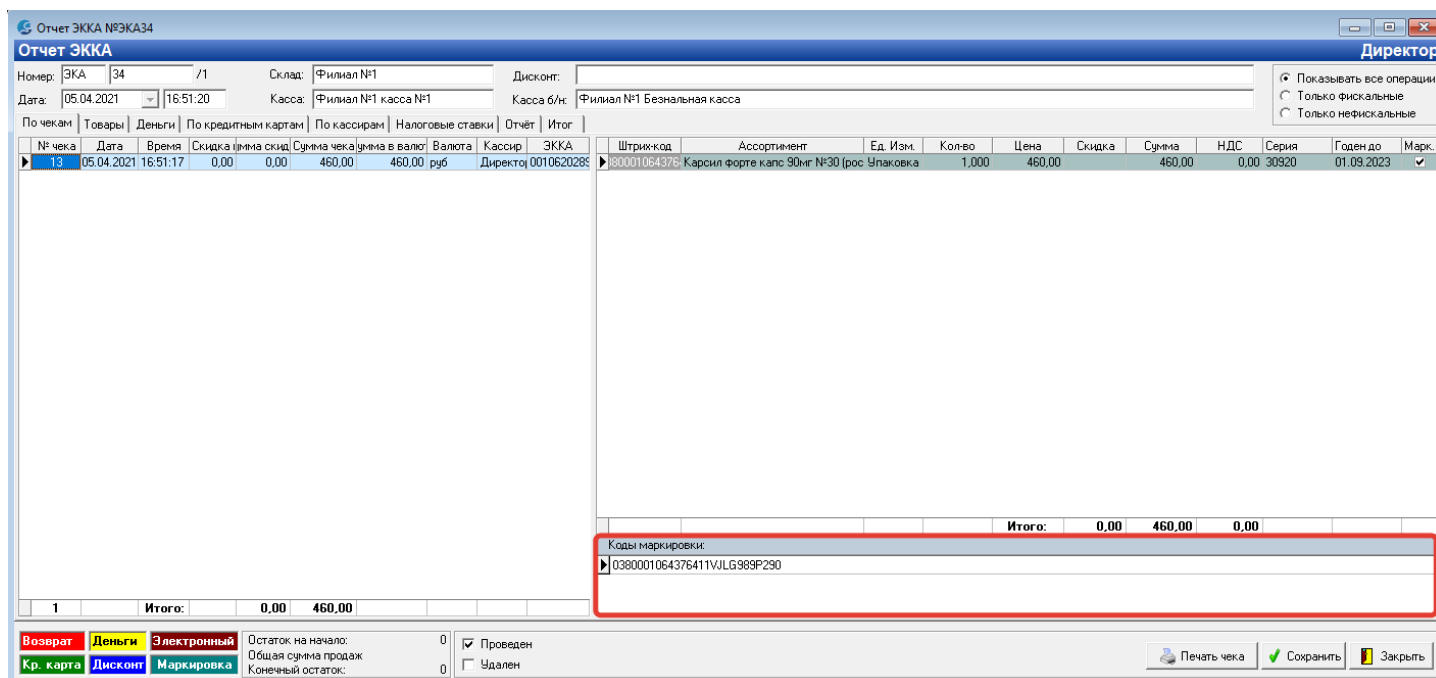 Отчет ЭККА №ЭКА34
Отчет ЭККА Директор
Номер: ЭКА 34 /1 Склад: Филиал №1 Дисконт:
Дата: 05.04.2021 16:51:20 Касса: Филиал №1 касса №1 Касса б/н: Филиал №1 Безнальная касса
Показывать все операции
Только фискальные
Только нефискальные
По чекам Товары Деньги По кредитным картам По кассирам Налоговые ставки Отчёт Итог
№ чека Дата Время Скидка Сумма чека Валюта Кассир ЭККА
13 05.04.2021 16:51:17 0,00 0,00 460,00 460,00 руб Директор 0010620289
Штрих-код Ассортимент Ед. Изм. Кол-во Цена Скидка Сумма НДС Серия Годен до Марк.
Карсил форте капс 90мг №30 (рос Упаковка 1,000 460,00 460,00 0,00 30920 01.09.2023
Итого: 0,00 460,00 0,00
Коды маркировки:
0380001064376411VJLG989P290
1 Итого: 0,00 460,00
Возврат Деньги Электронный
Кр. карта Дисконт Маркировка
Остаток на начало: 0
Общая сумма продаж
Конечный остаток: 0
Проведен
Удален
Печать чека Сохранить Закрыть